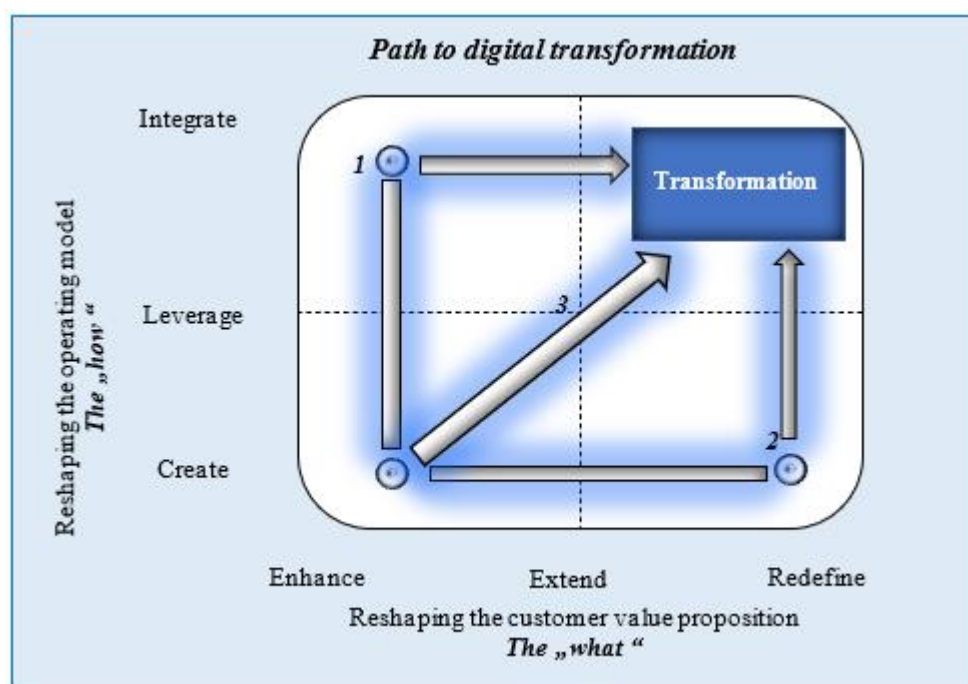 Path to digital transformation
Integrate
1
Transformation
Reshaping the operating model
The „how“
Leverage
3
2
Create
Enhance
Extend
Redefine
Reshaping the customer value proposition
The „what “